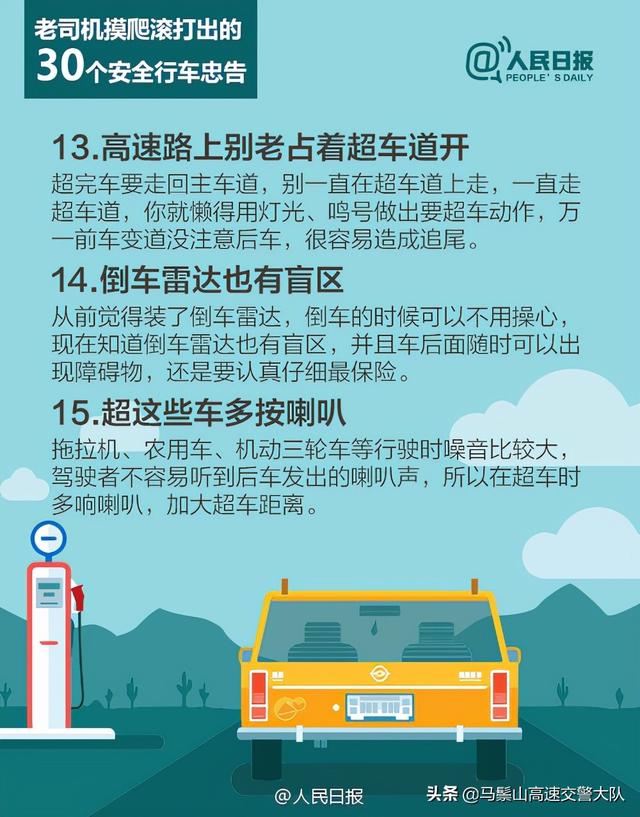 老司机摸爬滚打出的
30个安全行车忠告
@人民日报
PEOPLE'S DAILY
13.高速路上别老占着超车道开
超完车要走回主车道，别一直在超车道上走，一直走
超车道，你就懒得用灯光、鸣号做出要超车动作，万
一前车变道没注意后车，很容易造成追尾。
14.倒车雷达也有盲区
从前觉得装了倒车雷达，倒车的时候可以不用操心，
现在知道倒车雷达也有盲区，并且车后面随时可以出
现障碍物，还是要认真仔细最保险。
15.超这些车多按喇叭
拖拉机、农用车、机动三轮车等行驶时噪音比较大，
驾驶者不容易听到后车发出的喇叭声，所以在超车时
多响喇叭，加大超车距离。
@人民日报
头条 @马鬃山高速交警大队